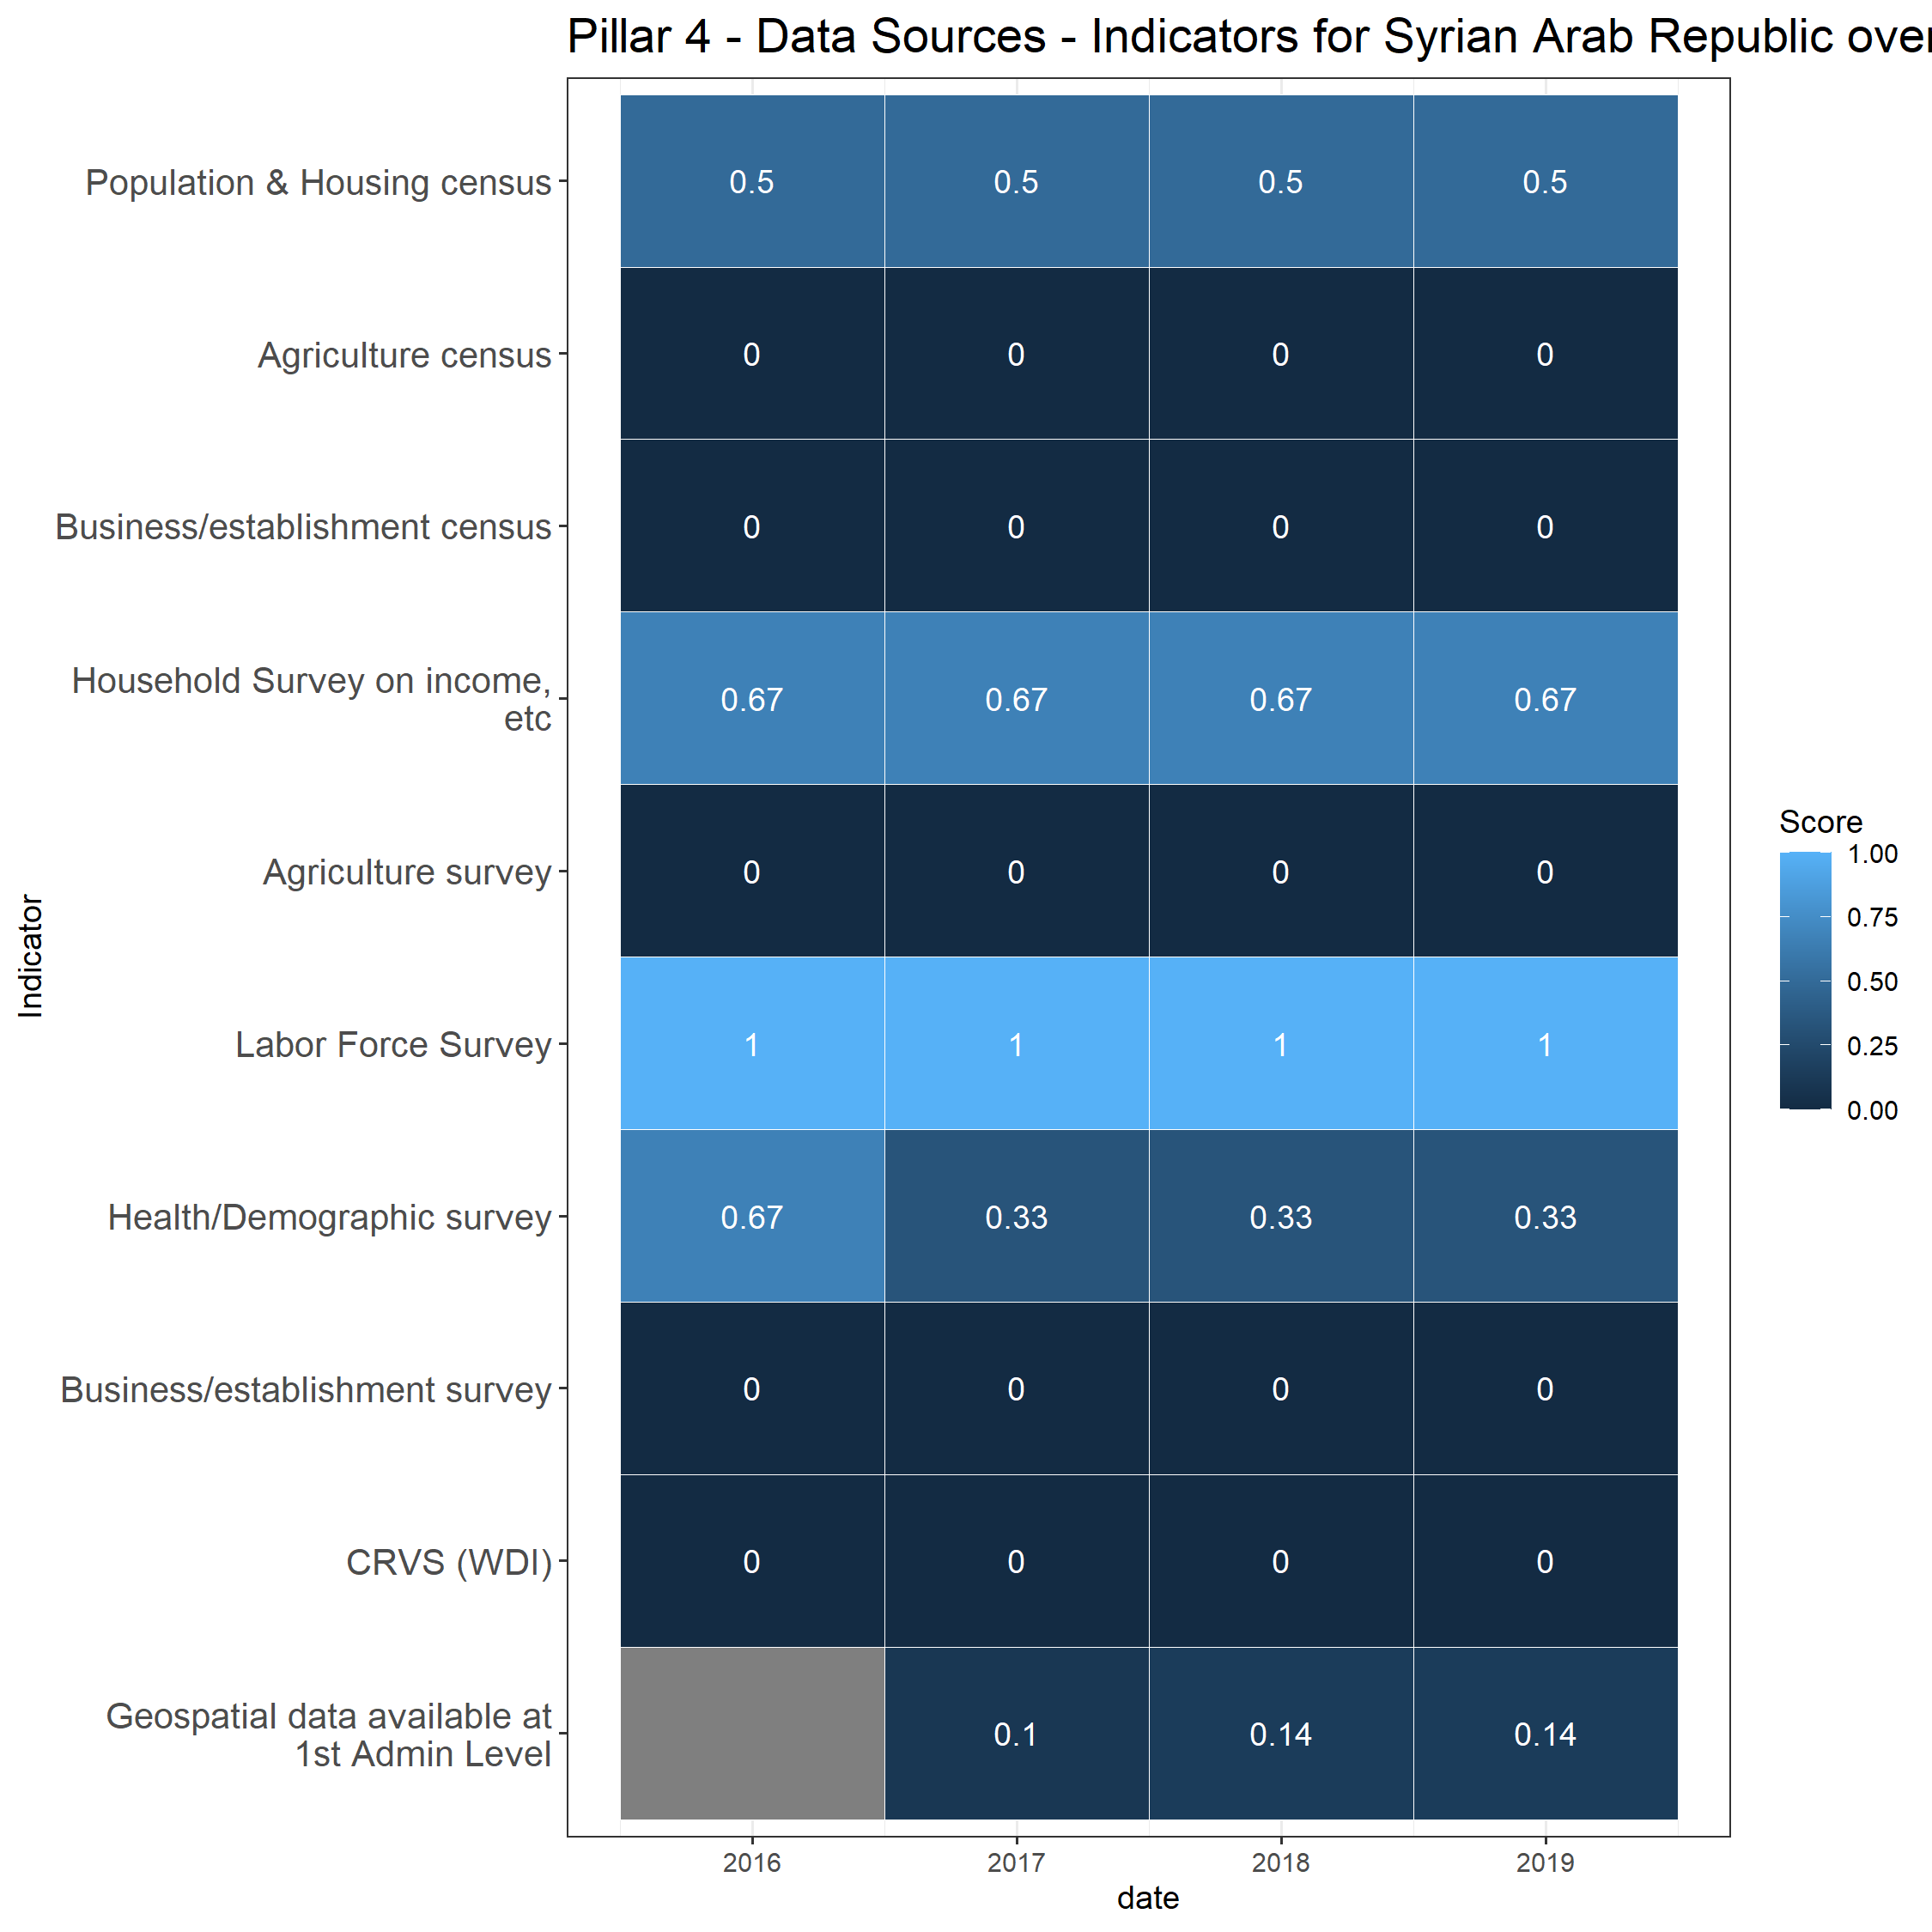 Pillar 4 - Data Sources - Indicators for Syrian Arab Republic over
Population & Housing census
0.5 0.5 0.5 0.5
Agriculture census
0 0 0 0
Business/establishment census
0 0 0 0
Household Survey on income,
etc
0.67 0.67 0.67 0.67
Agriculture survey
0 0 0 0
Labor Force Survey
1 1 1 1
Health/Demographic survey
0.67 0.33 0.33 0.33
Business/establishment survey
0 0 0 0
CRVS (WDI)
0 0 0 0
Geospatial data available at
1st Admin Level
0.1 0.14 0.14
2016 2017 2018 2019
date
Indicator
Score
1.00
0.75
0.50
0.25
0.00